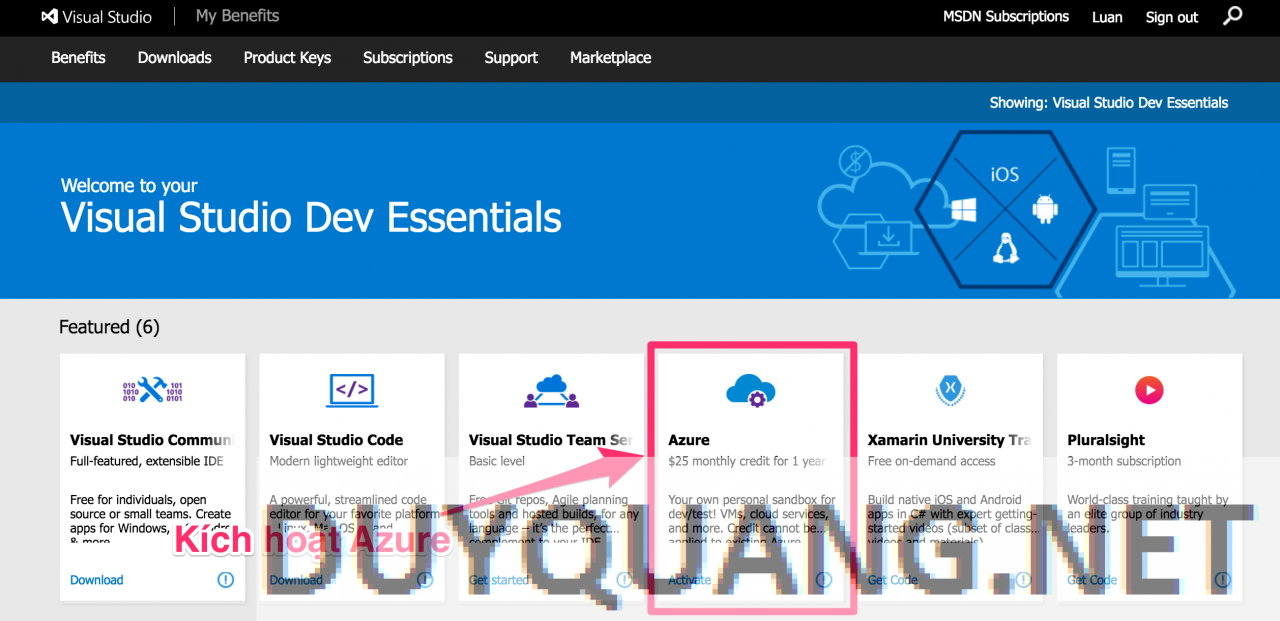 Visual Studio
My Benefits
MSDN Subscriptions
Luan
Sign out
Benefits
Downloads
Product Keys
Subscriptions
Support
Marketplace
Showing: Visual Studio Dev Essentials
Welcome to your
Visual Studio Dev Essentials
iOS
Featured (6)
010 101
1010 1010
0101 0101
Visual Studio Commun
Full-featured, extensible IDE
Free for individuals, open
source or small teams. Create
apps for Windows,
& more
Download
</>
Visual Studio Code
Modern lightweight editor
A powerful, streamlined code
editor for your favorite platform
- Linux, Mac OSX, and
Download
Visual Studio Team Ser
Basic level
Free Git repos, Agile planning
tools and hosted builds, for any
language – it's the perfect...
complement to your IDE
Get started
Azure
$25 monthly credit for 1 year
Your own personal sandbox for
dev/test! VMs, cloud services,
and more. Credit cannot be...
applied to existing Azure
Activate
Xamarin University Tra
Free on-demand access
Build native iOS and Android
apps in C# with expert getting-
started videos (subset of class...
videos and materials)
Get Code
Pluralsight
3-month subscription
World-class training taught by
an elite group of industry
leaders.
Get Code
Kích hoạt Azure
DUYQUANG.NET